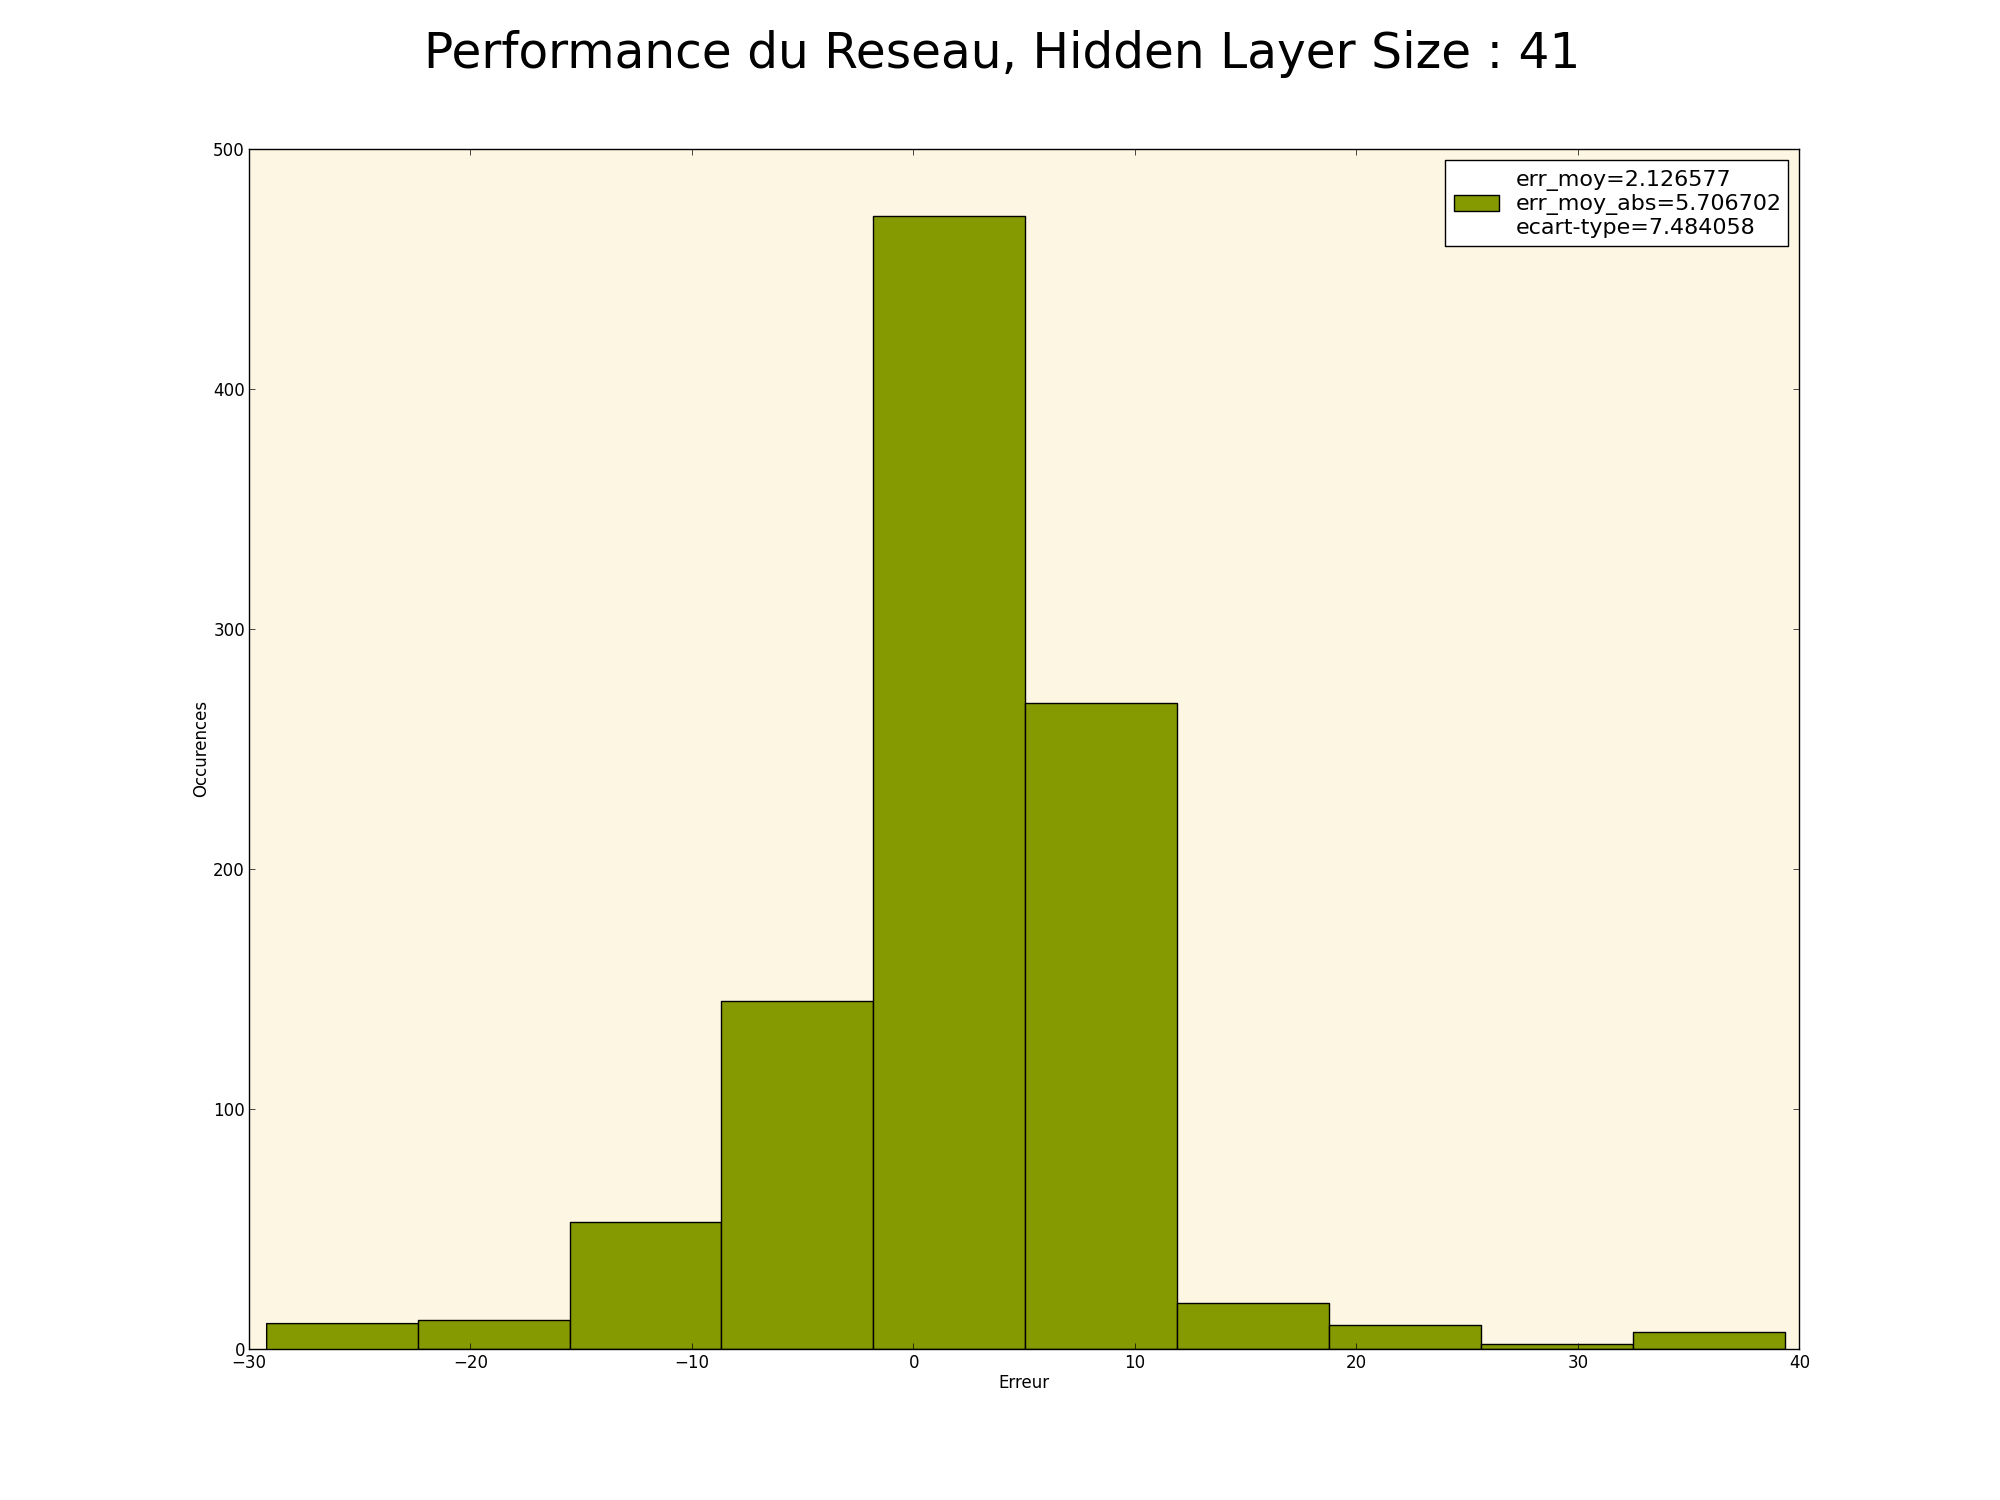 Performance du Reseau, Hidden Layer Size : 41
500
err_moy=2.126577
err_moy_abs=5.706702
ecart-type=7.484058
400
300
Occurences
200
100
0
−30 −20 −10 0 10 20 30 40
Erreur